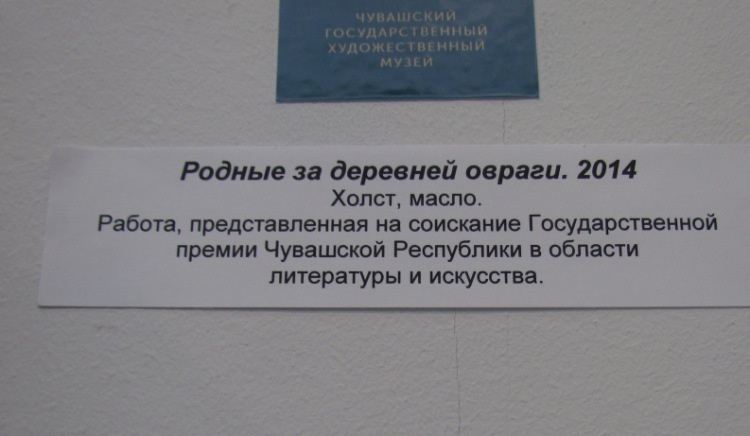 ЧУВАШСКИЙ
ГОСУДАРСТВЕННЫЙ
ХУДОЖЕСТВЕННЫЙ
МУЗЕЙ
Родные за деревней овраги. 2014
Холст, масло.
Работа, представленная на соискание Государственной
премии Чувашской Республики в области
литературы и искусства.